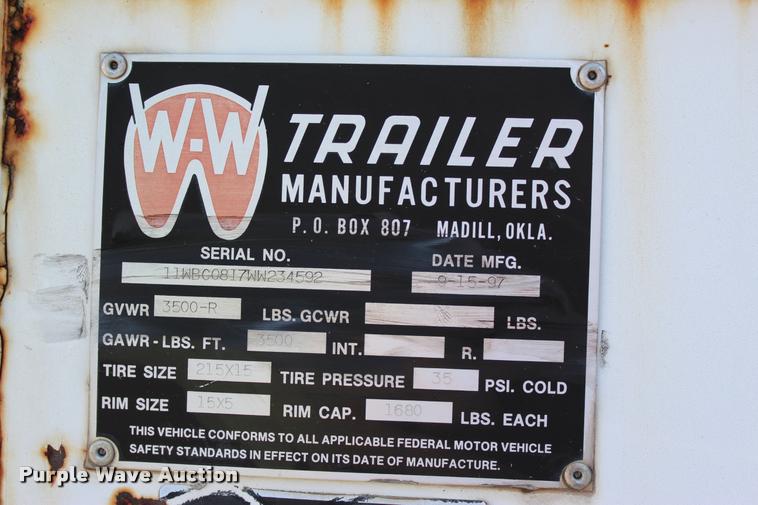 W-W TRAILER
MANUFACTURERS
P. O. BOX 807 MADILL, OKLA.
SERIAL NO. DATE MFG.
11WBC0817WW234592 9-15-97
GVWR 3500-R LBS. GCWR LBS.
GAWR - LBS. FT. 3500 INT. R.
TIRE SIZE 215X15 TIRE PRESSURE 35 PSI. COLD
RIM SIZE 15X5 RIM CAP. 1680 LBS. EACH
THIS VEHICLE CONFORMS TO ALL APPLICABLE FEDERAL MOTOR VEHICLE
SAFETY STANDARDS IN EFFECT ON ITS DATE OF MANUFACTURE.
Purple Wave Auction